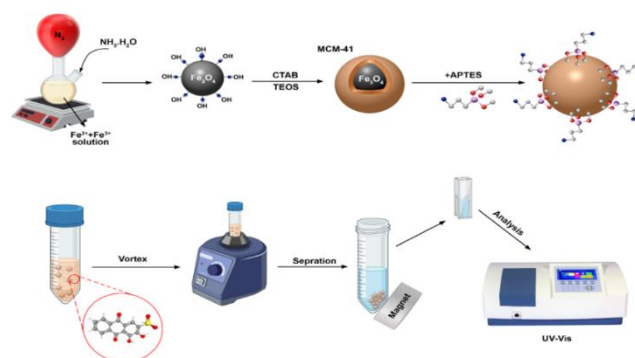 N₂
NH₃.H₂O
Fe²⁺+Fe³⁺
solution
OH
OH
OH
OH
OH
OH
OH
OH
Fe₃O₄
CTAB
TEOS
MCM-41
Fe₃O₄
+APTES
Vortex
Sepration
Magnet
Analysis
UV-Vis